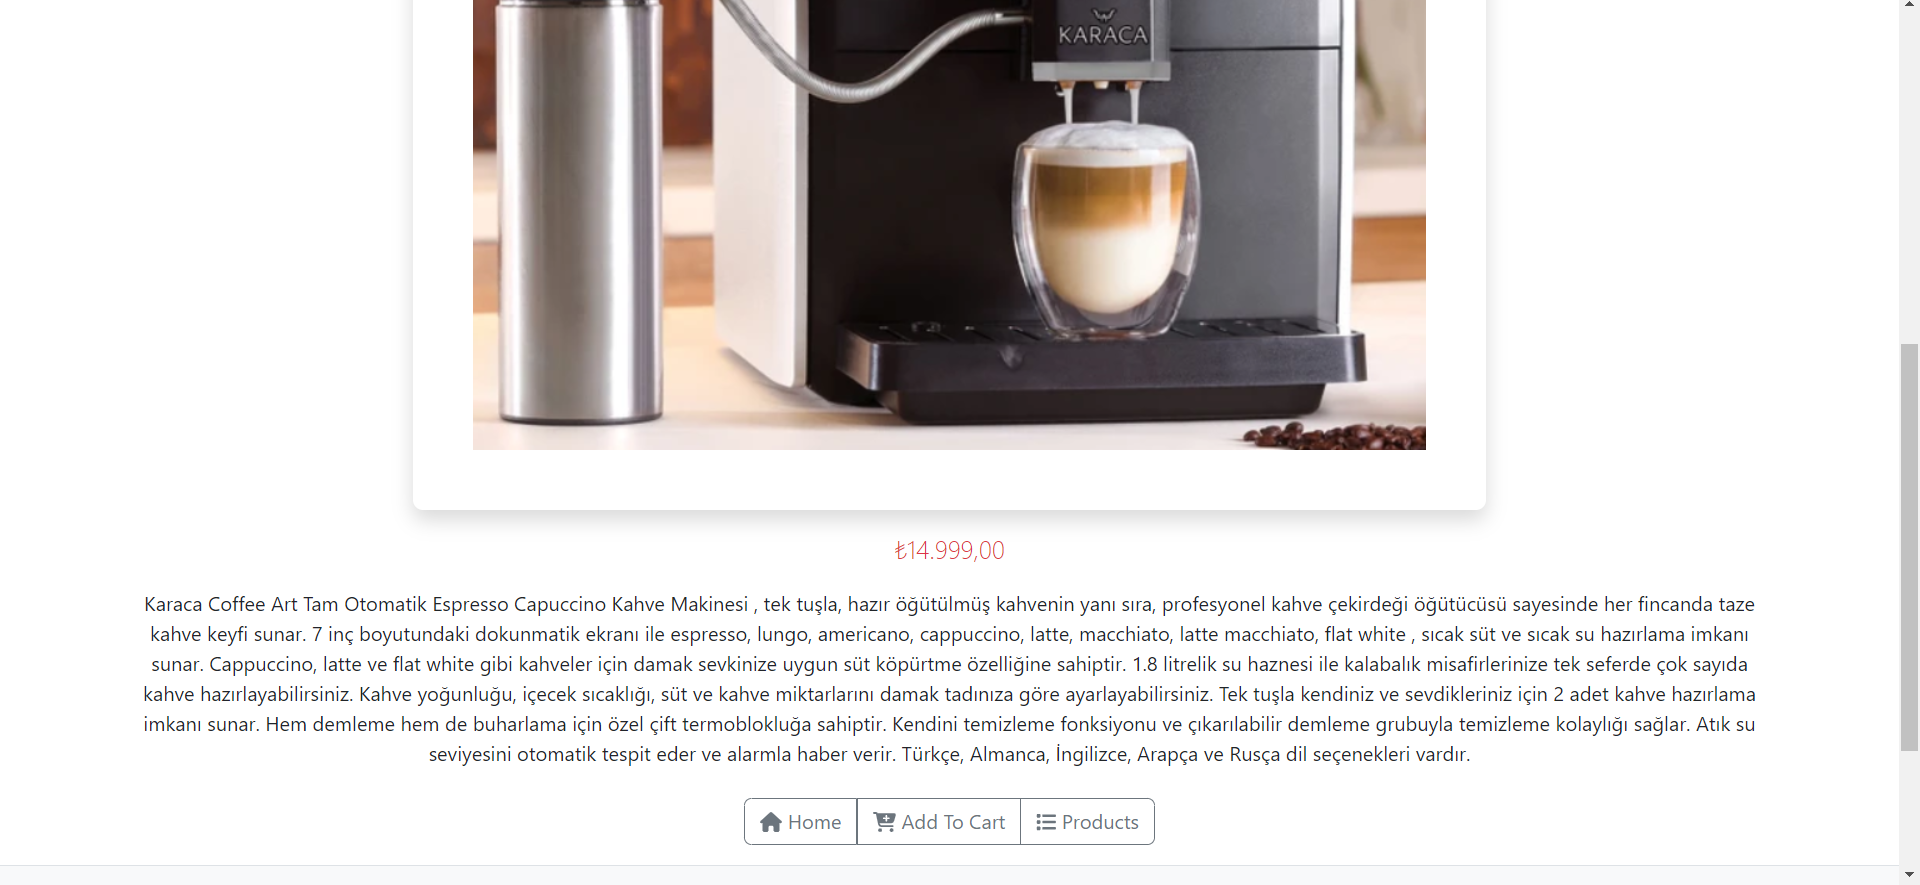 KARACA
₺14.999,00
Karaca Coffee Art Tam Otomatik Espresso Capuccino Kahve Makinesi , tek tuşla, hazır öğütülmüş kahvenin yanı sıra, profesyonel kahve çekirdeği öğütücüsü sayesinde her fincanda taze
kahve keyfi sunar. 7 inç boyutundaki dokunmatik ekranı ile espresso, lungo, americano, cappuccino, latte, macchiato, latte macchiato, flat white , sıcak süt ve sıcak su hazırlama imkanı
sunar. Cappuccino, latte ve flat white gibi kahveler için damak sevkinize uygun süt köpürtme özelliğine sahiptir. 1.8 litrelik su haznesi ile kalabalık misafirlerinize tek seferde çok sayıda
kahve hazırlayabilirsiniz. Kahve yoğunluğu, içecek sıcaklığı, süt ve kahve miktarlarını damak tadınıza göre ayarlayabilirsiniz. Tek tuşla kendiniz ve sevdikleriniz için 2 adet kahve hazırlama
imkanı sunar. Hem demleme hem de buharlama için özel çift termoblokluğa sahiptir. Kendini temizleme fonksiyonu ve çıkarılabilir demleme grubuyla temizleme kolaylığı sağlar. Atık su
seviyesini otomatik tespit eder ve alarmla haber verir. Türkçe, Almanca, İngilizce, Arapça ve Rusça dil seçenekleri vardır.
Home Add To Cart Products